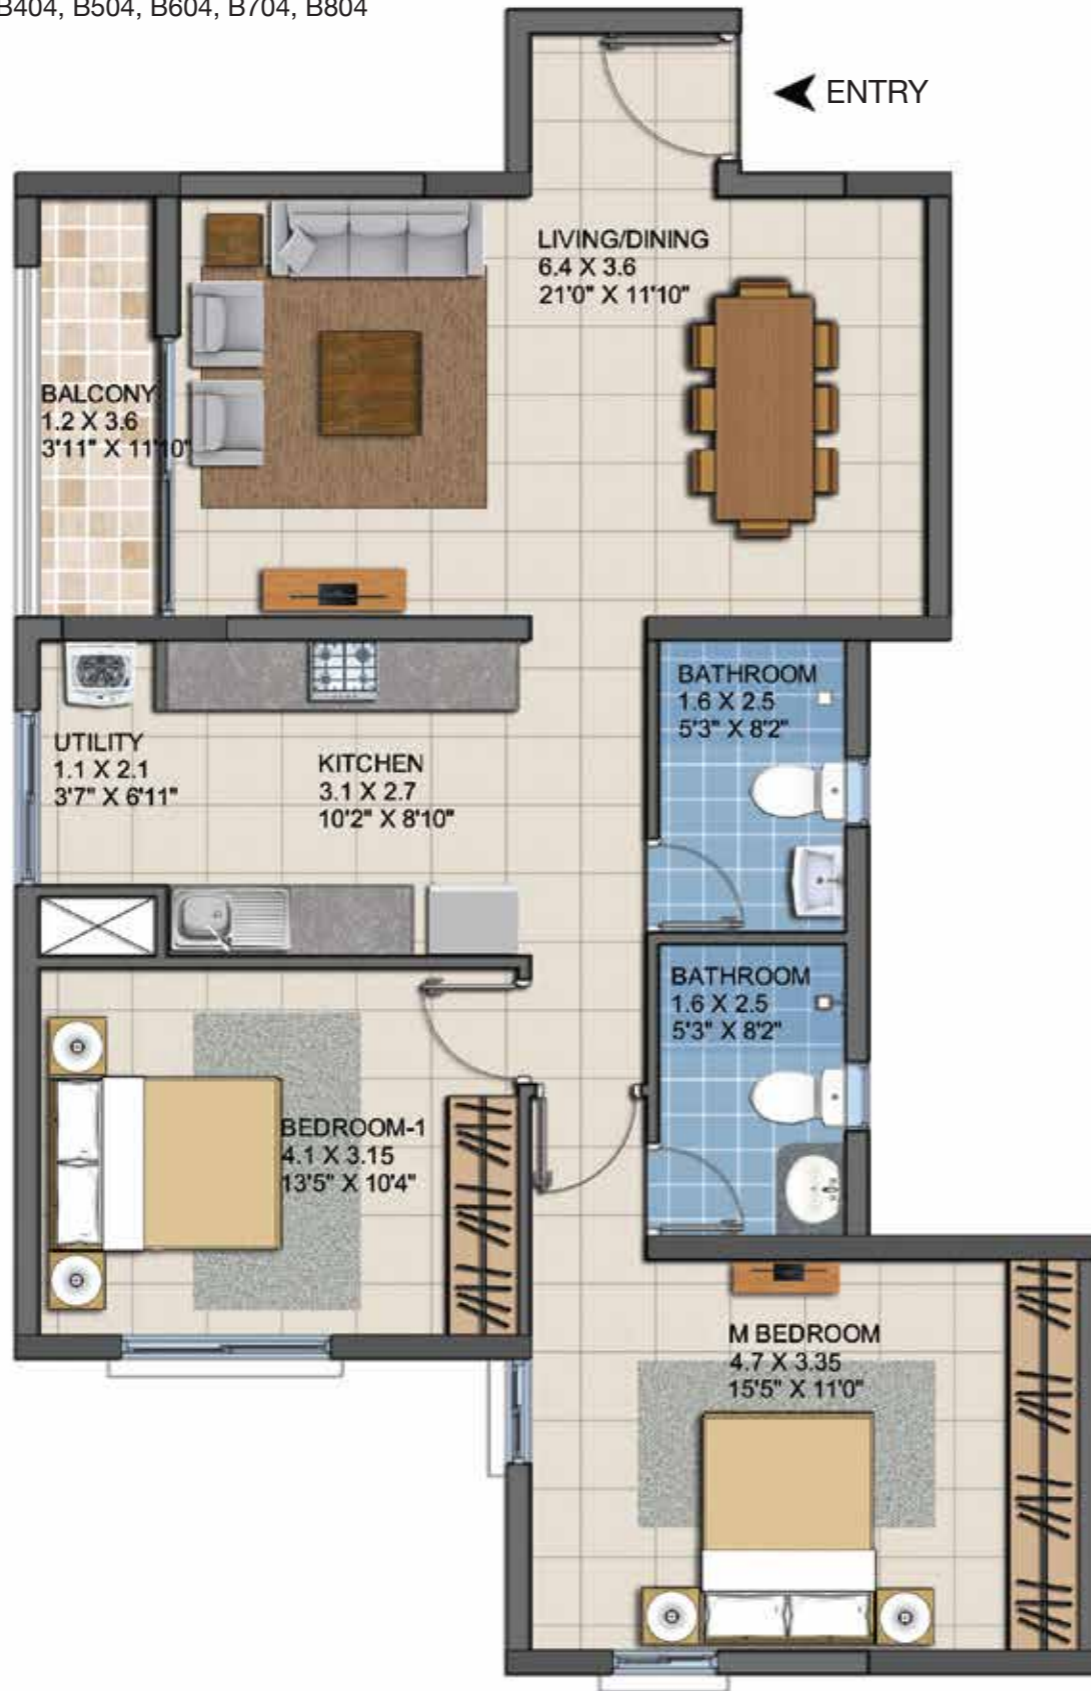 B404, B504, B604, B704, B804
ENTRY
LIVING/DINING
6.4 X 3.6
21'0" X 11'10"
BALCONY
1.2 X 3.6
3'11" X 11'10"
BATHROOM
1.6 X 2.5
5'3" X 8'2"
UTILITY
1.1 X 2.1
3'7" X 6'11"
KITCHEN
3.1 X 2.7
10'2" X 8'10"
BATHROOM
1.6 X 2.5
5'3" X 8'2"
BEDROOM-1
4.1 X 3.15
13'5" X 10'4"
M BEDROOM
4.7 X 3.35
15'5" X 11'0"